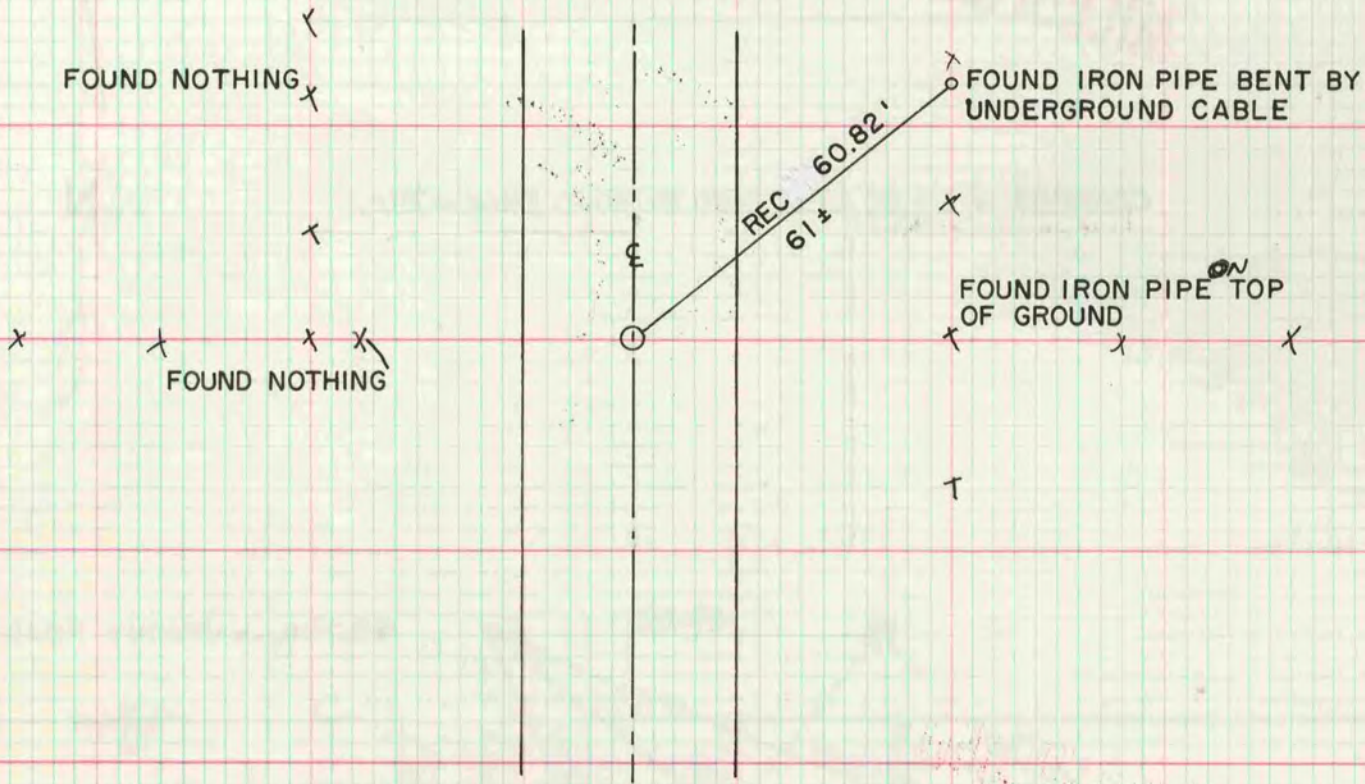 FOUND NOTHING
FOUND IRON PIPE BENT BY
UNDERGROUND CABLE
REC 60.82'
61±
℄
FOUND IRON PIPE ON TOP
OF GROUND
FOUND NOTHING